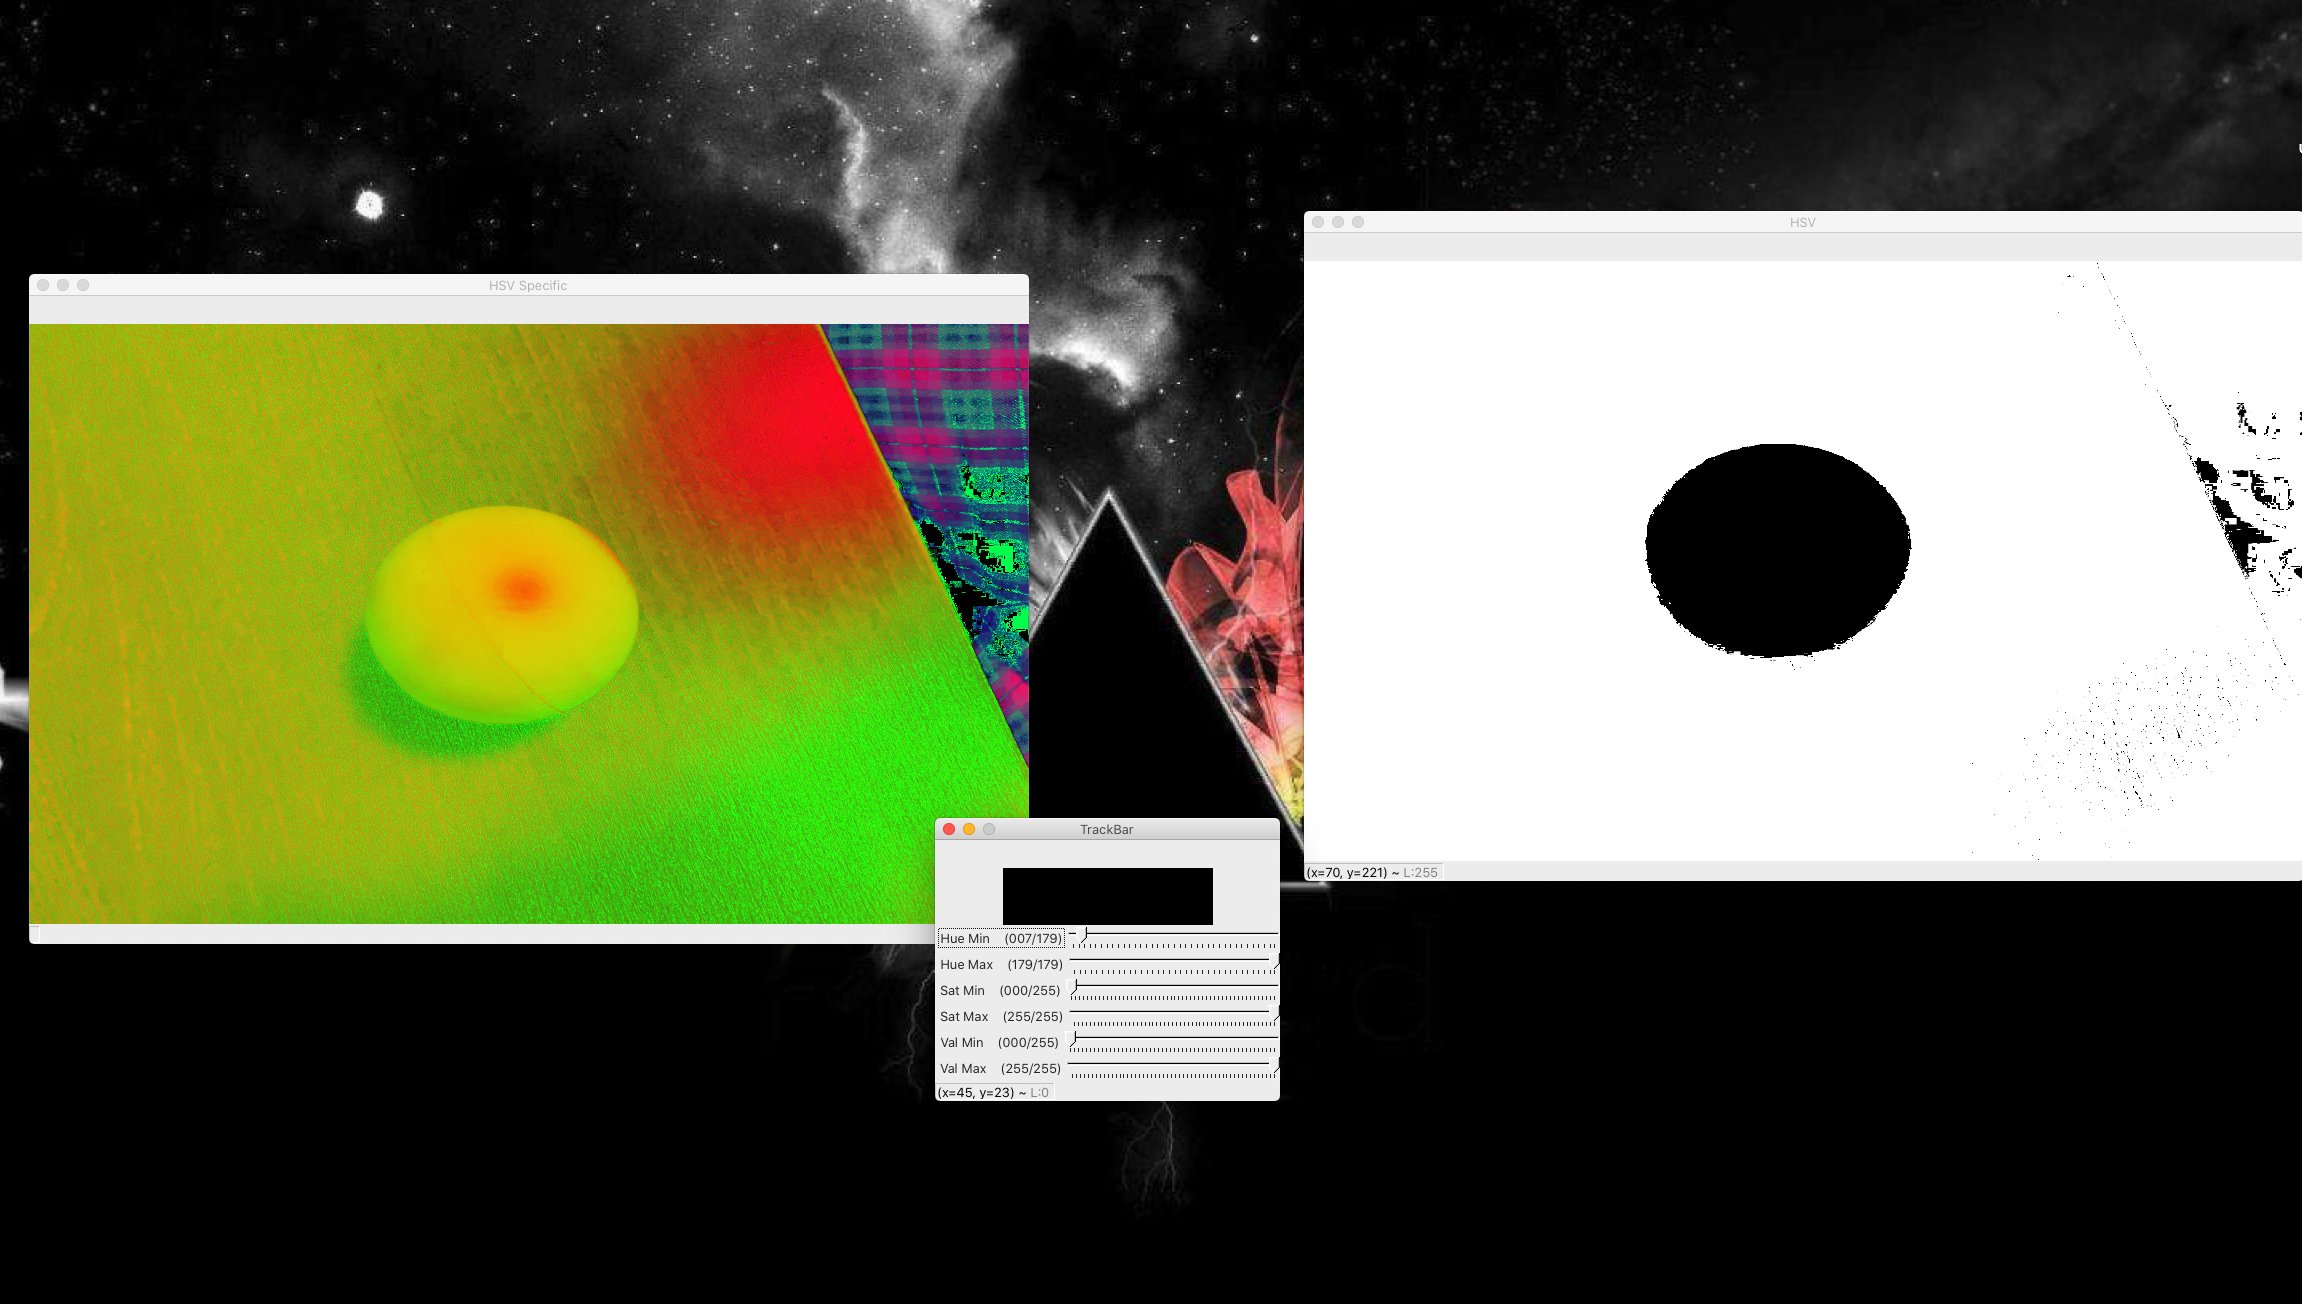 HSV
HSV Specific
TrackBar
(x=70, y=221) ~ L:255
Hue Min (007/179)
Hue Max (179/179)
Sat Min (000/255)
Sat Max (255/255)
Val Min (000/255)
Val Max (255/255)
(x=45, y=23) ~ L:0